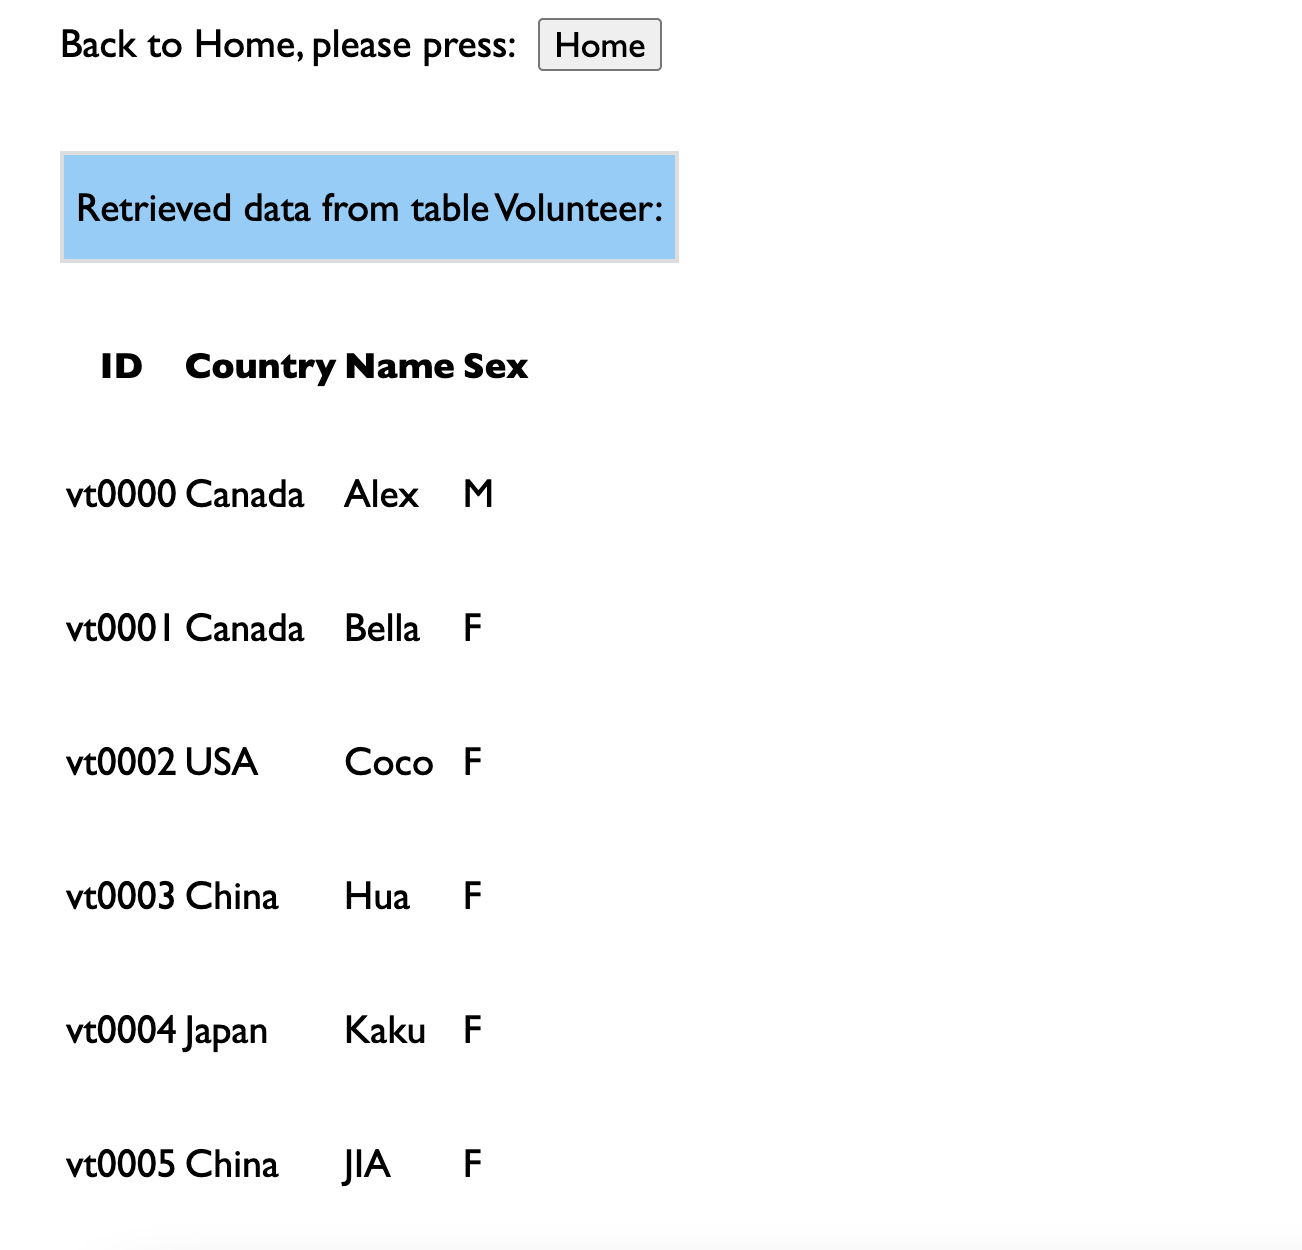 Back to Home, please press: Home
Retrieved data from table Volunteer:
ID Country Name Sex
vt0000 Canada Alex M
vt0001 Canada Bella F
vt0002 USA Coco F
vt0003 China Hua F
vt0004 Japan Kaku F
vt0005 China JIA F